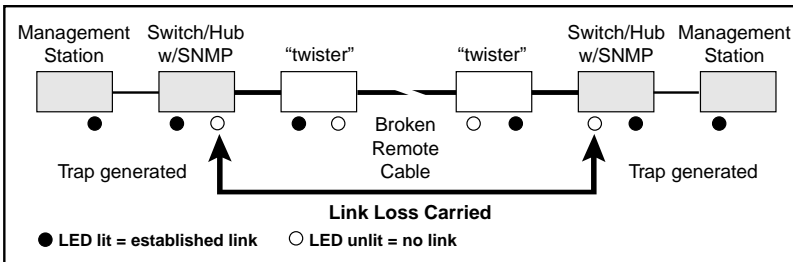 Management Station
Switch/Hub w/SNMP
“twister”
“twister”
Switch/Hub w/SNMP
Management Station
Broken
Remote
Cable
Trap generated
Trap generated
Link Loss Carried
LED lit = established link
LED unlit = no link